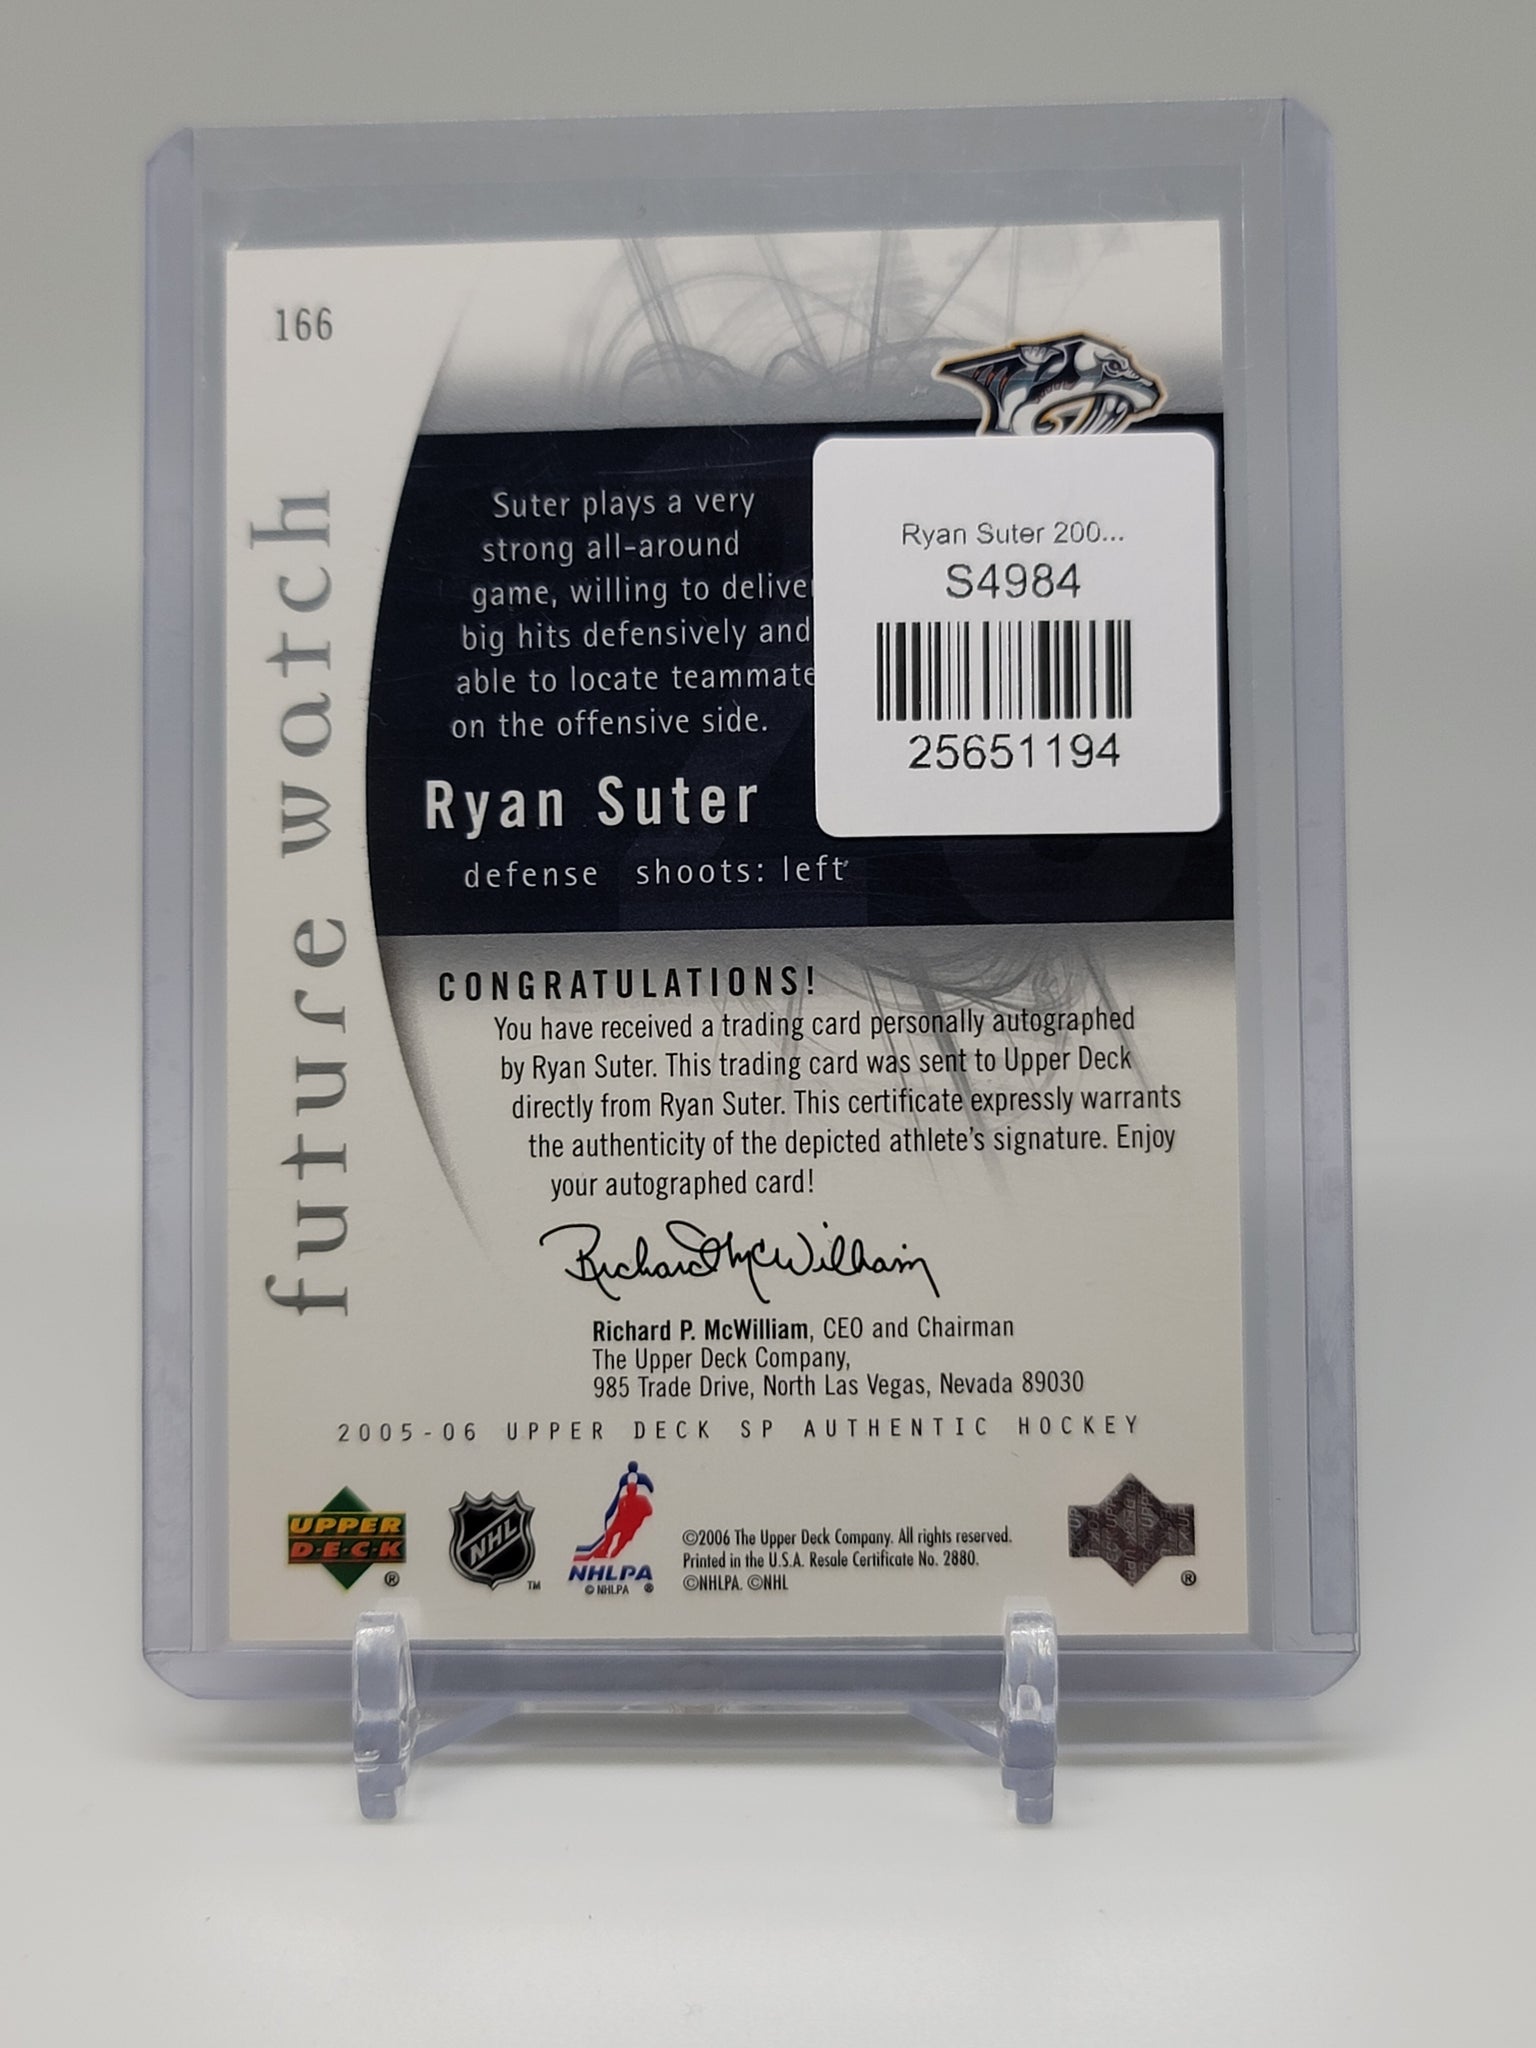 166
future watch
Suter plays a very
strong all-around
game, willing to delive
big hits defensively and
able to locate teammate
on the offensive side.
Ryan Suter
defense shoots: left
Ryan Suter 200...
S4984
25651194
CONGRATULATIONS!
You have received a trading card personally autographed
by Ryan Suter. This trading card was sent to Upper Deck
directly from Ryan Suter. This certificate expressly warrants
the authenticity of the depicted athlete's signature. Enjoy
your autographed card!
Richard McWilliam
Richard P. McWilliam, CEO and Chairman
The Upper Deck Company,
985 Trade Drive, North Las Vegas, Nevada 89030
2005-06 UPPER DECK SP AUTHENTIC HOCKEY
UPPER
D·E·C·K
®
NHL
™
NHLPA
© NHLPA ®
©2006 The Upper Deck Company. All rights reserved.
Printed in the U.S.A. Resale Certificate No. 2880.
©NHLPA. ©NHL
®